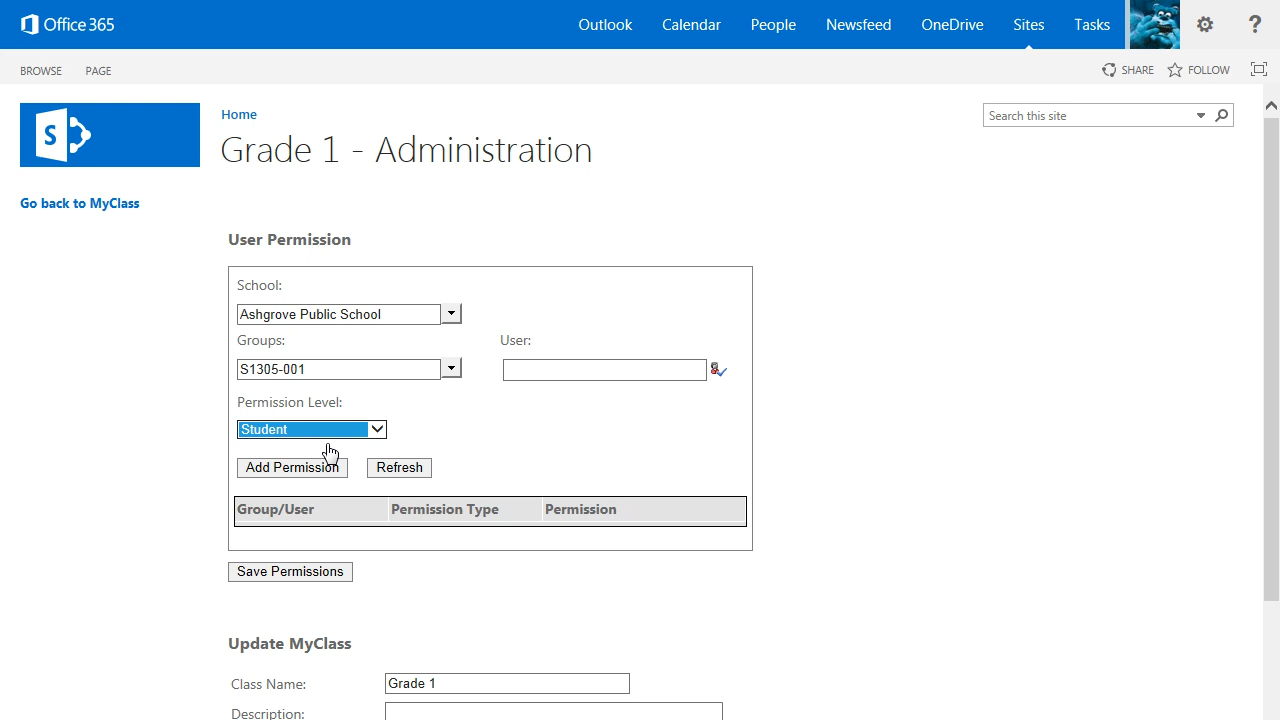 Office 365 Outlook Calendar People Newsfeed OneDrive Sites Tasks ?
BROWSE PAGE SHARE FOLLOW
S
Home
Search this site
Grade 1 - Administration
Go back to MyClass
User Permission
School:
Ashgrove Public School
Groups: User:
S1305-001
Permission Level:
Student
Add Permission Refresh
Group/User Permission Type Permission
Save Permissions
Update MyClass
Class Name: Grade 1
Description: